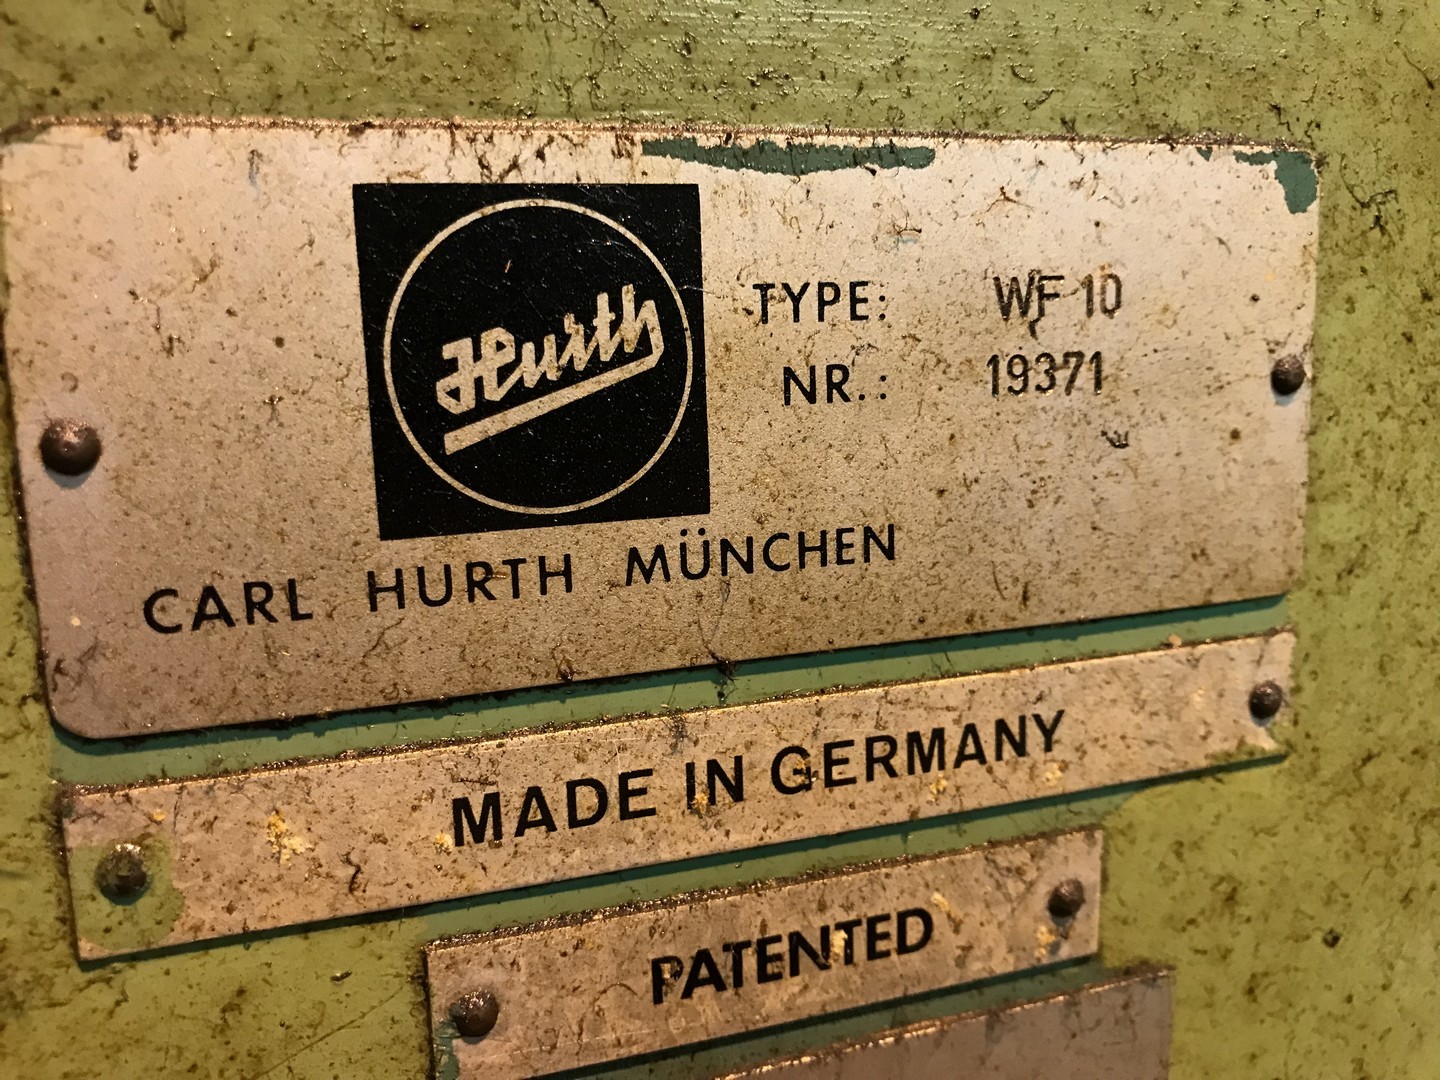 Hurth
TYPE: WF 10
NR.: 19371
CARL HURTH MÜNCHEN
MADE IN GERMANY
PATENTED